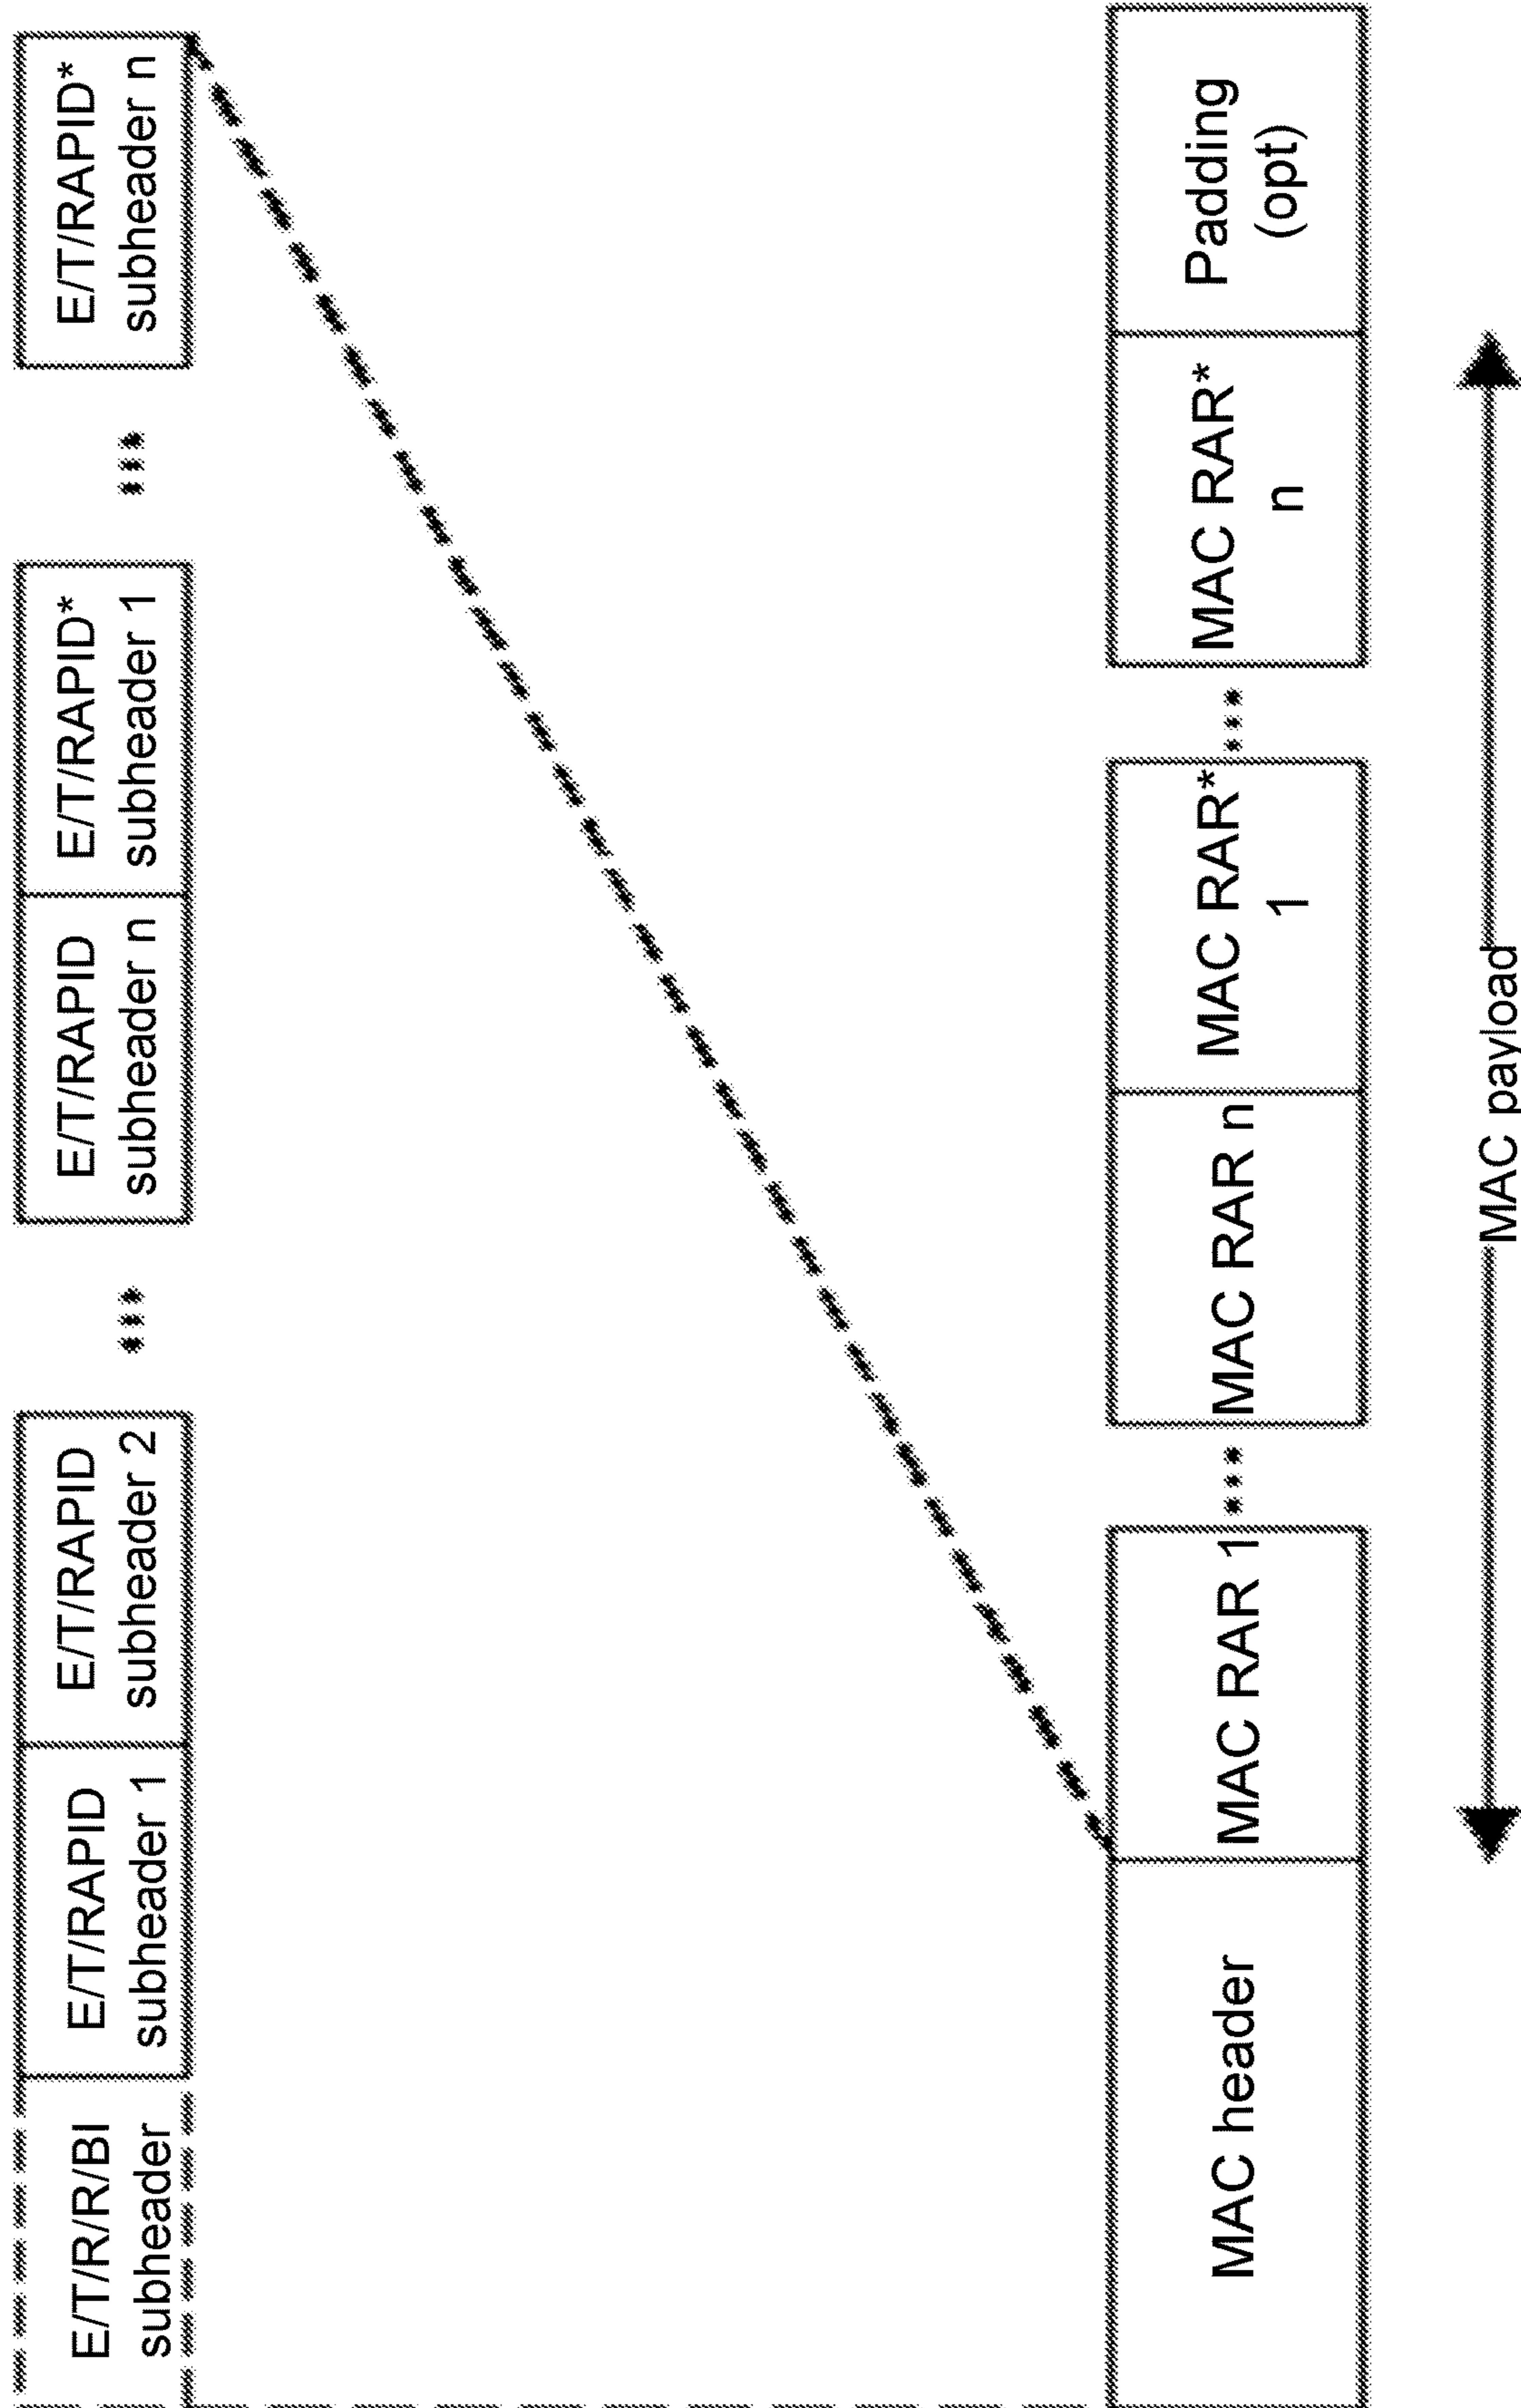 E/T/R/R/BI
subheader
E/T/RAPID
subheader 1
E/T/RAPID
subheader 2
...
E/T/RAPID
subheader n
E/T/RAPID*
subheader 1
...
E/T/RAPID*
subheader n
MAC header
MAC RAR 1
...
MAC RAR n
MAC RAR*
1
...
MAC RAR*
n
Padding
(opt)
MAC payload